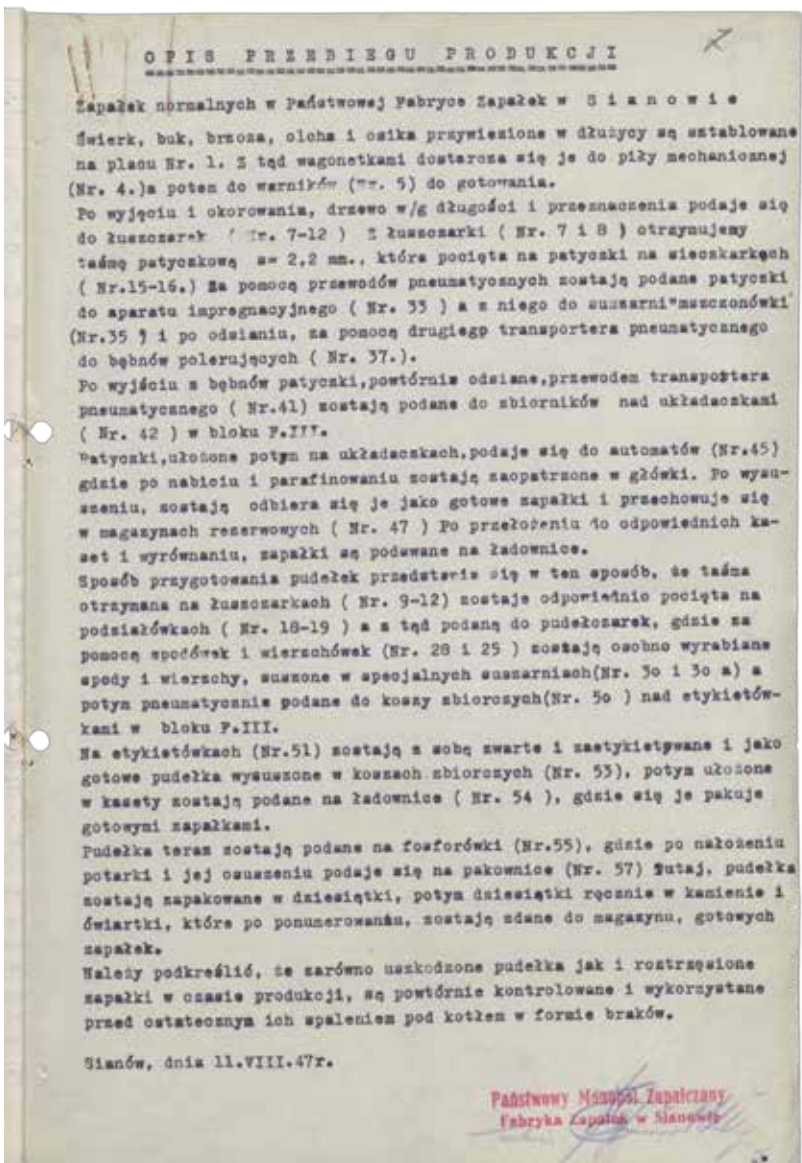 OPIS PRZEBIEGU PRODUKCJI
Zapałek normalnych w Państwowej Fabryce Zapałek w Sianowie
Świerk, buk, brzoza, olcha i osika przywiezione w dłużycy są sztablowane
na placu Nr. 1. Z tąd wagonetkami dostarcza się je do piły mechanicznej
(Nr. 4.)a potem do warników (Nr. 5) do gotowania.
Po wyjęciu i okorowania, drzewo w/g długości i przeznaczenia podaje się
do łuszczarek ( Nr. 7-12 ) Z łuszczarki ( Nr. 7 i 8 ) otrzymujemy
taśmę patyczkową s= 2,2 mm., która pocięta na patyczki na sieczkarkęch
( Nr.15-16.) Za pomocą przewodów pneumatycznych zostają podane patyczki
do aparatu impregnacyjnego ( Nr. 33 ) a z niego do suszarni"mszczonówki"
(Nr.35 ) i po odsianiu, za pomocą drugiego transportera pneumatycznego
do bębnów polerujących ( Nr. 37.).
Po wyjściu z bębnów patyczki,powtórnie odsiane,przewodem transportera
pneumatycznego ( Nr.41) zostają podane do zbiorników nad układaczkami
( Nr. 42 ) w bloku F.III.
Patyczki,ułożone potym na układaczkach,podaje się do automatów (Nr.45)
gdzie po nabiciu i parafinowaniu zostają zaopatrzone w główki. Po wysu-
szeniu, zostają odbiera się je jako gotowe zapałki i przechowuje się
w magazynach rezerwowych ( Nr. 47 ) Po przełożeniu do odpowiednich ka-
set i wyrównaniu, zapałki są podawane na ładownice.
Sposób przygotowania pudełek przedstawia się w ten sposób, że taśma
otrzymana na łuszczarkach ( Nr. 9-12) zostaje odpowiednio pocięta na
podziałówkach ( Nr. 18-19 ) a z tąd podaną do pudełczarek, gdzie za
pomocą spodówek i wierzchówek (Nr. 28 i 25 ) zostają osobno wyrabiane
spody i wierzchy, suszone w specjalnych suszarniach(Nr. 3o i 3o a) a
potym pneumatycznie podane do koszy zbiorczych(Nr. 5o ) nad etykietów-
kami w bloku F.III.
Na etykietówkach (Nr.51) zostają z sobą zwarte i zaetykietowane i jako
gotowe pudełka wysuszone w koszach zbiorczych (Nr. 53), potym ułożone
w kasety zostają podane na ładownice ( Nr. 54 ), gdzie się je pakuje
gotowymi zapałkami.
Pudełka teraz zostają podane na fosforówki (Nr.55), gdzie po nałożeniu
potarki i jej osuszeniu podaje się na pakownice (Nr. 57) Tutaj, pudełka
zostają zapakowane w dziesiątki, potym dziesiątki ręcznie w kamienie i
ćwiartki, które po ponumerowaniu, zostają zdane do magazynu, gotowych
zapałek.
Należy podkreślić, że zarówno uszkodzone pudełka jak i roztrzęsione
zapałki w czasie produkcji, są powtórnie kontrolowane i wykorzystane
przed ostatecznym ich spaleniem pod kotłem w formie braków.
Sianów, dnia 11.VIII.47r.
Państwowy Monopol Zapałczany
Fabryka Zapałek w Sianowie